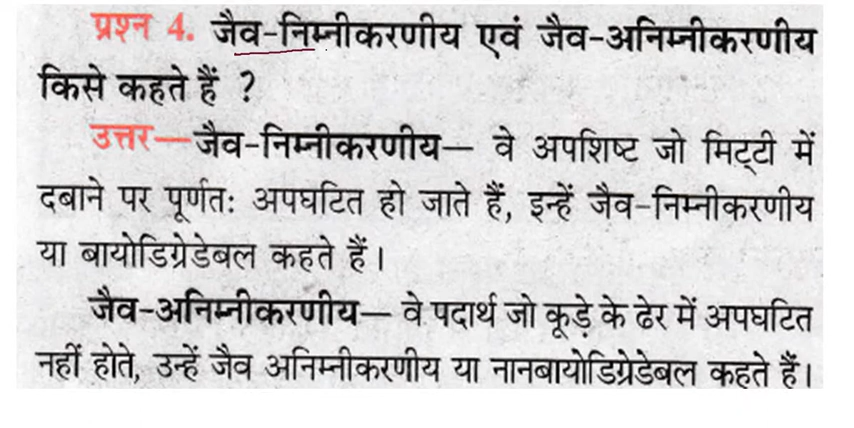 प्रश्न 4. जैव-निम्नीकरणीय एवं जैव-अनिम्नीकरणीय
किसे कहते हैं ?
उत्तर—जैव-निम्नीकरणीय— वे अपशिष्ट जो मिट्टी में
दबाने पर पूर्णतः अपघटित हो जाते हैं, इन्हें जैव-निम्नीकरणीय
या बायोडिग्रेडेबल कहते हैं।
जैव-अनिम्नीकरणीय— वे पदार्थ जो कूड़े के ढेर में अपघटित
नहीं होते, उन्हें जैव अनिम्नीकरणीय या नानबायोडिग्रेडेबल कहते हैं।